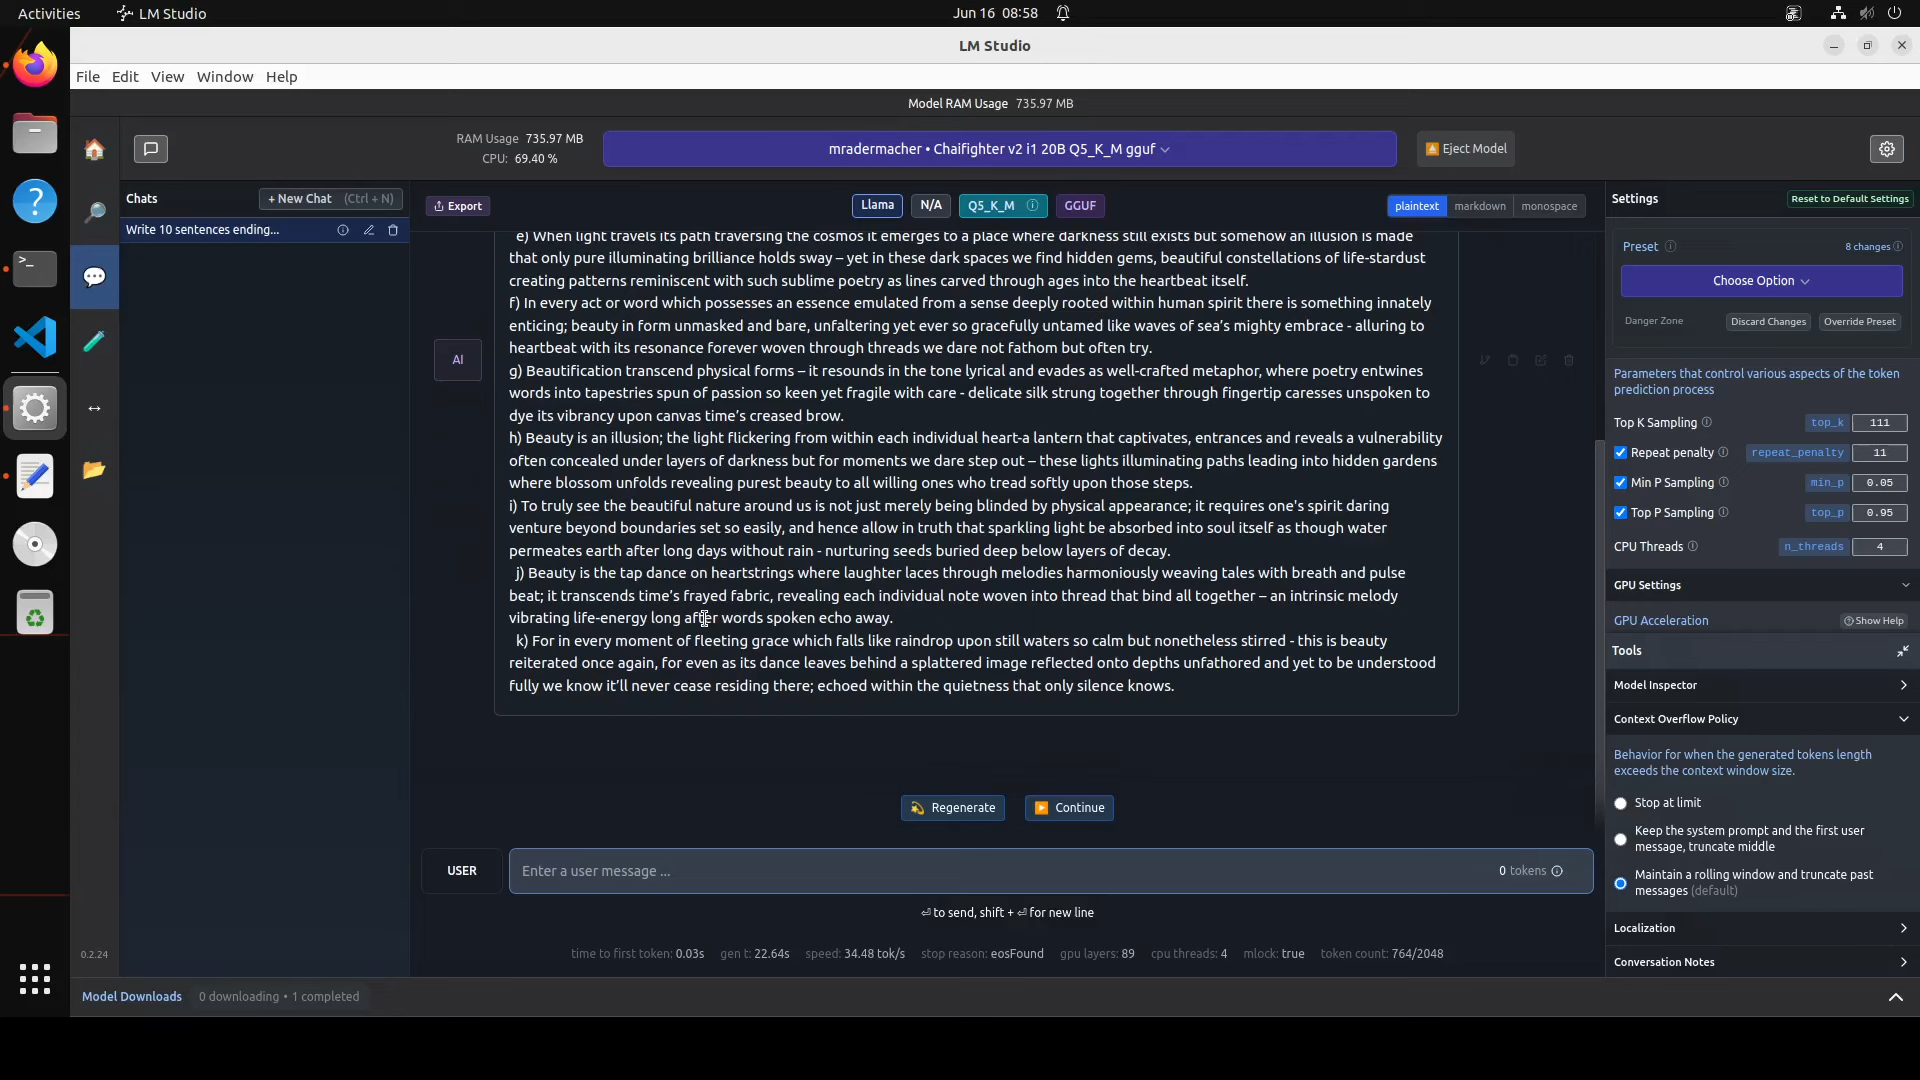 Activities
LM Studio
Jun 16 08:58
LM Studio
File Edit View Window Help
Model RAM Usage 735.97 MB
RAM Usage 735.97 MB
CPU: 69.40 %
mradermacher • Chaifighter v2 i1 20B Q5_K_M gguf
Eject Model
Chats
+ New Chat (Ctrl + N)
Write 10 sentences ending...
Export
Llama N/A Q5_K_M GGUF
plaintext markdown monospace
e) When light travels its path traversing the cosmos it emerges to a place where darkness still exists but somehow an illusion is made
that only pure illuminating brilliance holds sway – yet in these dark spaces we find hidden gems, beautiful constellations of life-stardust
creating patterns reminiscent with such sublime poetry as lines carved through ages into the heartbeat itself.
f) In every act or word which possesses an essence emulated from a sense deeply rooted within human spirit there is something innately
enticing; beauty in form unmasked and bare, unfaltering yet ever so gracefully untamed like waves of sea’s mighty embrace - alluring to
heartbeat with its resonance forever woven through threads we dare not fathom but often try.
g) Beautification transcend physical forms – it resounds in the tone lyrical and evades as well-crafted metaphor, where poetry entwines
words into tapestries spun of passion so keen yet fragile with care - delicate silk strung together through fingertip caresses unspoken to
dye its vibrancy upon canvas time’s creased brow.
h) Beauty is an illusion; the light flickering from within each individual heart-a lantern that captivates, entrances and reveals a vulnerability
often concealed under layers of darkness but for moments we dare step out – these lights illuminating paths leading into hidden gardens
where blossom unfolds revealing purest beauty to all willing ones who tread softly upon those steps.
i) To truly see the beautiful nature around us is not just merely being blinded by physical appearance; it requires one's spirit daring
venture beyond boundaries set so easily, and hence allow in truth that sparkling light be absorbed into soul itself as though water
permeates earth after long days without rain - nurturing seeds buried deep below layers of decay.
j) Beauty is the tap dance on heartstrings where laughter laces through melodies harmoniously weaving tales with breath and pulse
beat; it transcends time’s frayed fabric, revealing each individual note woven into thread that bind all together – an intrinsic melody
vibrating life-energy long after words spoken echo away.
k) For in every moment of fleeting grace which falls like raindrop upon still waters so calm but nonetheless stirred - this is beauty
reiterated once again, for even as its dance leaves behind a splattered image reflected onto depths unfathored and yet to be understood
fully we know it’ll never cease residing there; echoed within the quietness that only silence knows.
AI
Regenerate
Continue
USER
Enter a user message ...
0 tokens
⏎ to send, shift + ⏎ for new line
time to first token: 0.03s gen t: 22.64s speed: 34.48 tok/s stop reason: eosFound gpu layers: 89 cpu threads: 4 mlock: true token count: 764/2048
0.2.24
Model Downloads 0 downloading • 1 completed
Settings
Reset to Default Settings
Preset
8 changes
Choose Option
Danger Zone
Discard Changes
Override Preset
Parameters that control various aspects of the token
prediction process
Top K Sampling top_k 111
Repeat penalty repeat_penalty 11
Min P Sampling min_p 0.05
Top P Sampling top_p 0.95
CPU Threads n_threads 4
GPU Settings
GPU Acceleration
Show Help
Tools
Model Inspector
Context Overflow Policy
Behavior for when the generated tokens length
exceeds the context window size.
Stop at limit
Keep the system prompt and the first user
message, truncate middle
Maintain a rolling window and truncate past
messages (default)
Localization
Conversation Notes